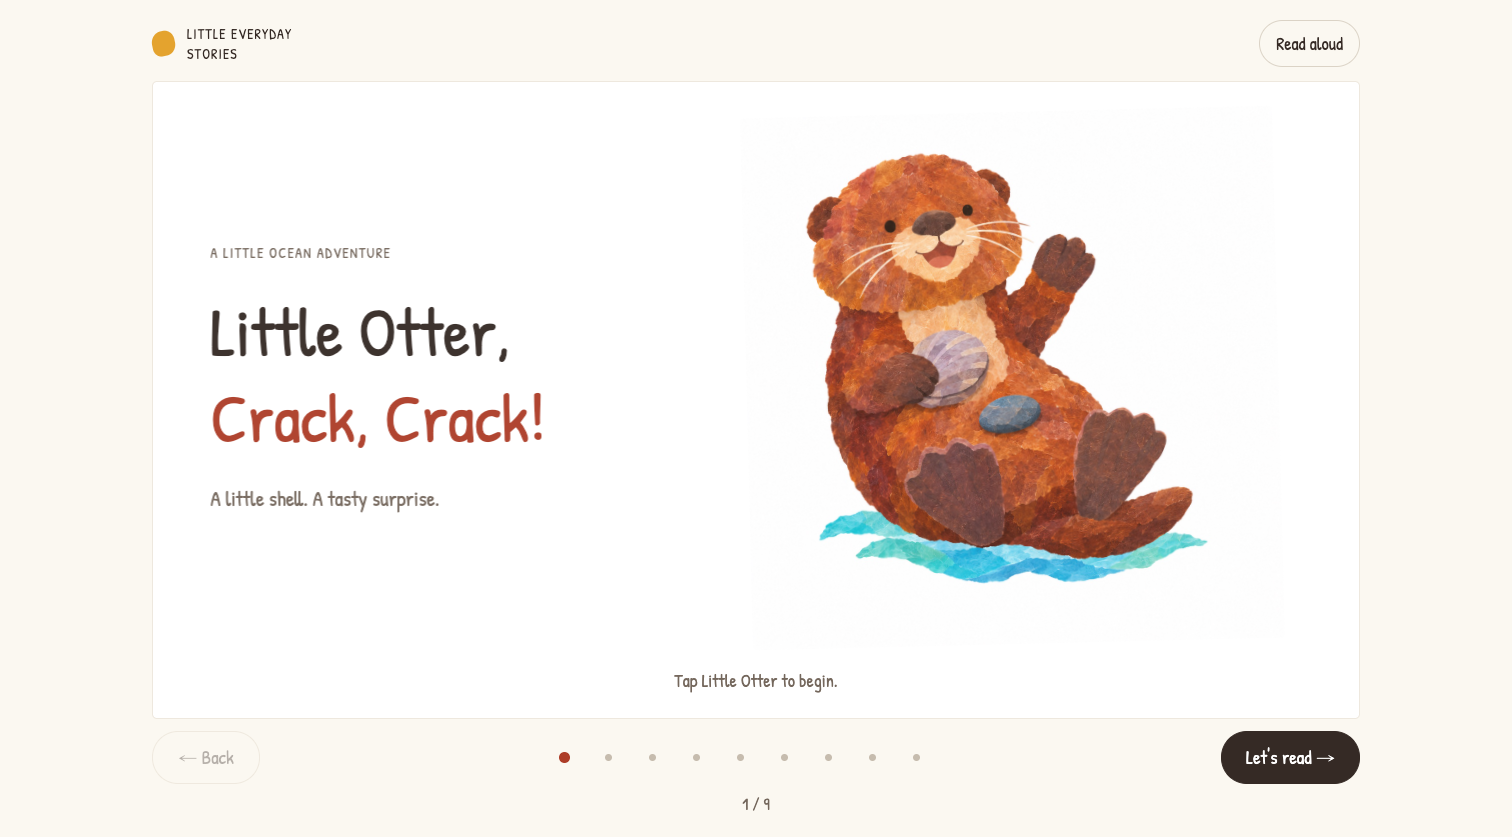 LITTLE EVERYDAY
STORIES
Read aloud
A LITTLE OCEAN ADVENTURE
Little Otter,
Crack, Crack!
A little shell. A tasty surprise.
Tap Little Otter to begin.
← Back
Let's read →
1 / 9